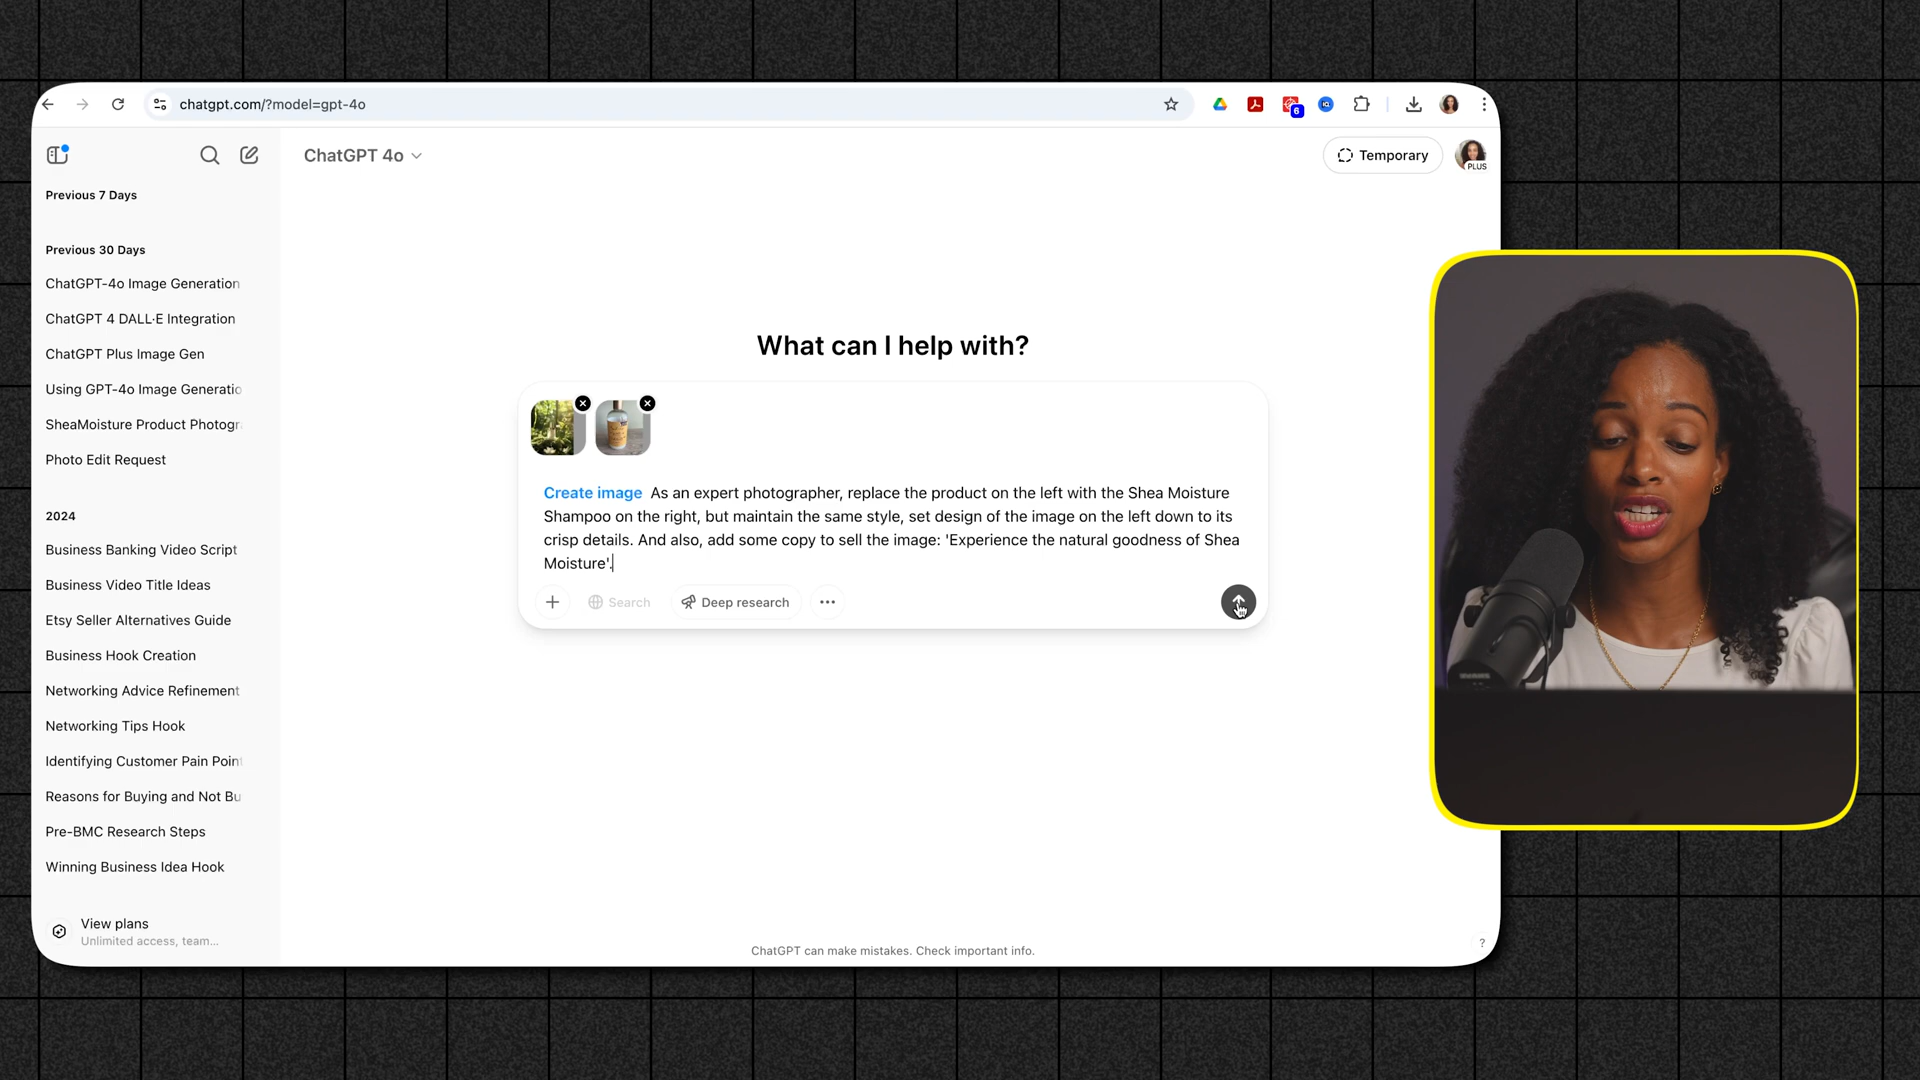 chatgpt.com/?model=gpt-4o
6
ChatGPT 4o
Temporary
PLUS
Previous 7 Days
Previous 30 Days
ChatGPT-4o Image Generation
ChatGPT 4 DALL·E Integration
ChatGPT Plus Image Gen
Using GPT-4o Image Generatio
SheaMoisture Product Photogr
Photo Edit Request
2024
Business Banking Video Script
Business Video Title Ideas
Etsy Seller Alternatives Guide
Business Hook Creation
Networking Advice Refinement
Networking Tips Hook
Identifying Customer Pain Point
Reasons for Buying and Not Bu
Pre-BMC Research Steps
Winning Business Idea Hook
View plans
Unlimited access, team...
What can I help with?
Create image As an expert photographer, replace the product on the left with the Shea Moisture
Shampoo on the right, but maintain the same style, set design of the image on the left down to its
crisp details. And also, add some copy to sell the image: 'Experience the natural goodness of Shea
Moisture'.
Search
Deep research
ChatGPT can make mistakes. Check important info.
?